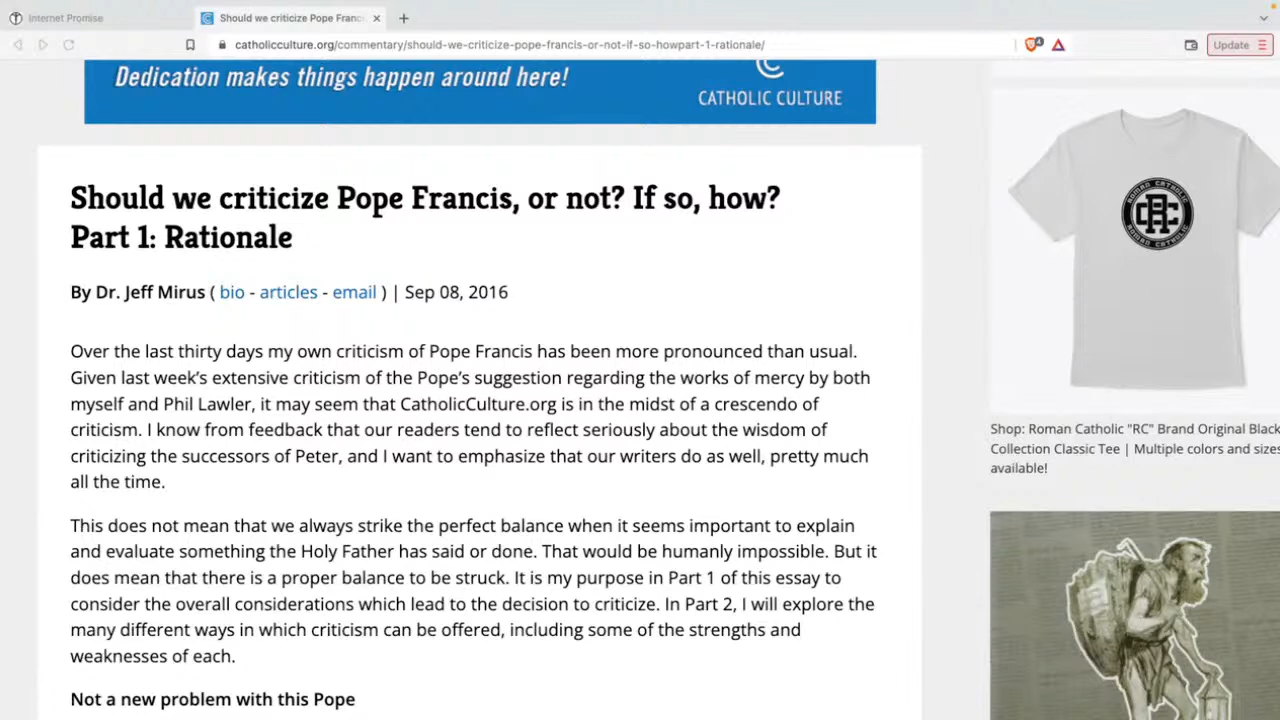 Internet Promise
Should we criticize Pope Franc
catholicculture.org/commentary/should-we-criticize-pope-francis-or-not-if-so-howpart-1-rationale/
4
Update
Dedication makes things happen around here!
CATHOLIC CULTURE
Should we criticize Pope Francis, or not? If so, how?
Part 1: Rationale
By Dr. Jeff Mirus ( bio - articles - email ) | Sep 08, 2016
Over the last thirty days my own criticism of Pope Francis has been more pronounced than usual.
Given last week’s extensive criticism of the Pope’s suggestion regarding the works of mercy by both
myself and Phil Lawler, it may seem that CatholicCulture.org is in the midst of a crescendo of
criticism. I know from feedback that our readers tend to reflect seriously about the wisdom of
criticizing the successors of Peter, and I want to emphasize that our writers do as well, pretty much
all the time.
This does not mean that we always strike the perfect balance when it seems important to explain
and evaluate something the Holy Father has said or done. That would be humanly impossible. But it
does mean that there is a proper balance to be struck. It is my purpose in Part 1 of this essay to
consider the overall considerations which lead to the decision to criticize. In Part 2, I will explore the
many different ways in which criticism can be offered, including some of the strengths and
weaknesses of each.
Not a new problem with this Pope
ROMAN CATHOLIC
RC
ROMAN CATHOLIC
Shop: Roman Catholic "RC" Brand Original Black
Collection Classic Tee | Multiple colors and sizes
available!